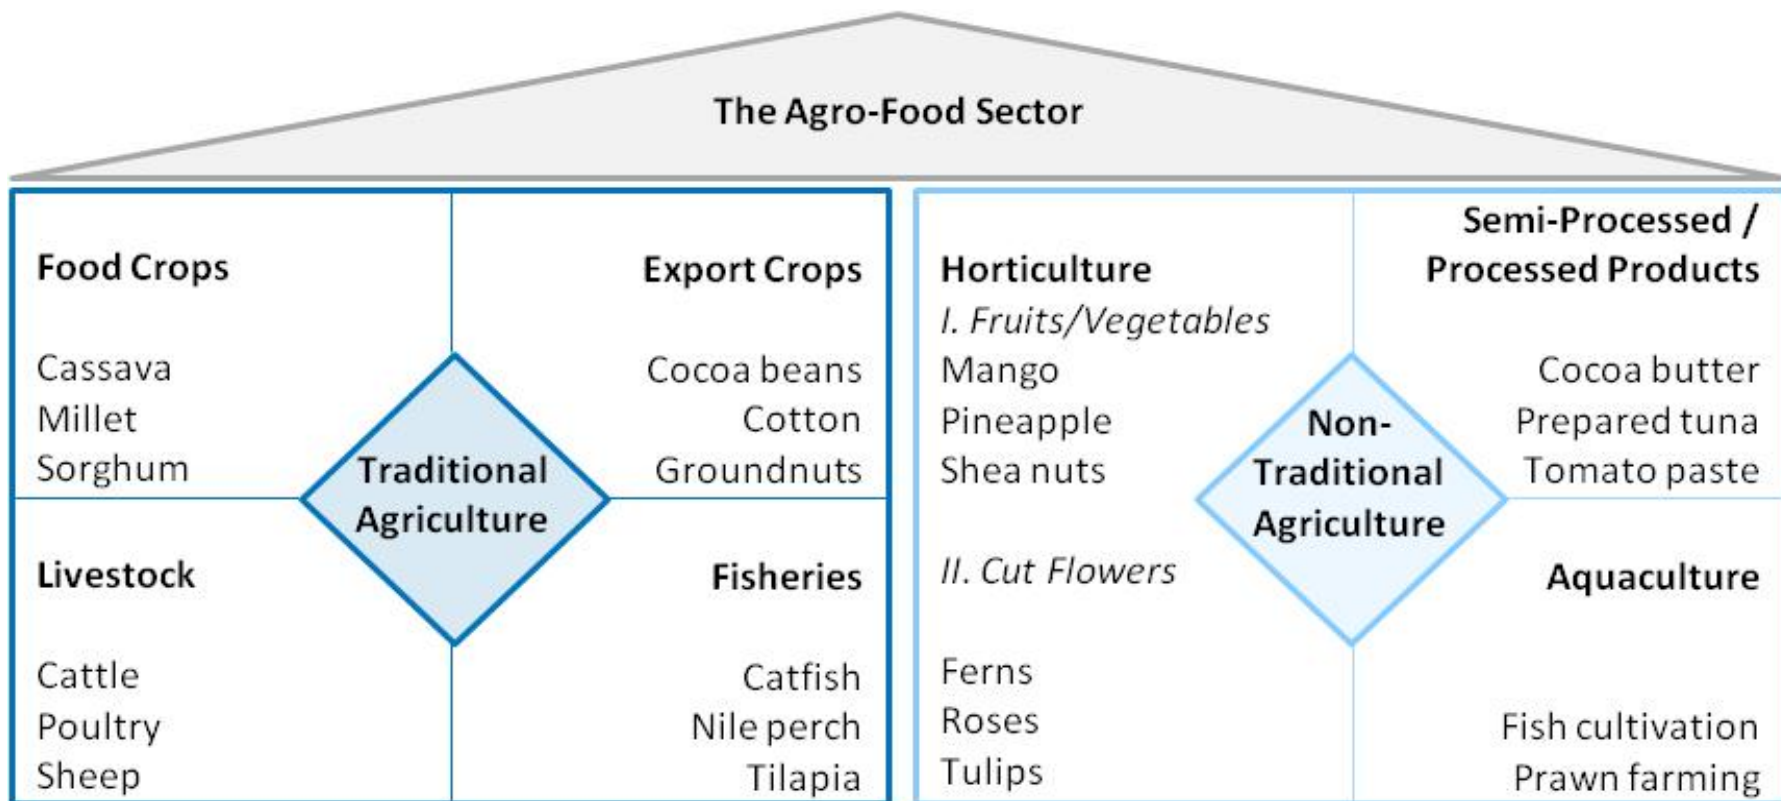 The Agro-Food Sector
Food Crops
Cassava
Millet
Sorghum
Export Crops
Cocoa beans
Cotton
Groundnuts
Traditional
Agriculture
Livestock
Cattle
Poultry
Sheep
Fisheries
Catfish
Nile perch
Tilapia
Horticulture
I. Fruits/Vegetables
Mango
Pineapple
Shea nuts
II. Cut Flowers
Ferns
Roses
Tulips
Non-
Traditional
Agriculture
Semi-Processed /
Processed Products
Cocoa butter
Prepared tuna
Tomato paste
Aquaculture
Fish cultivation
Prawn farming